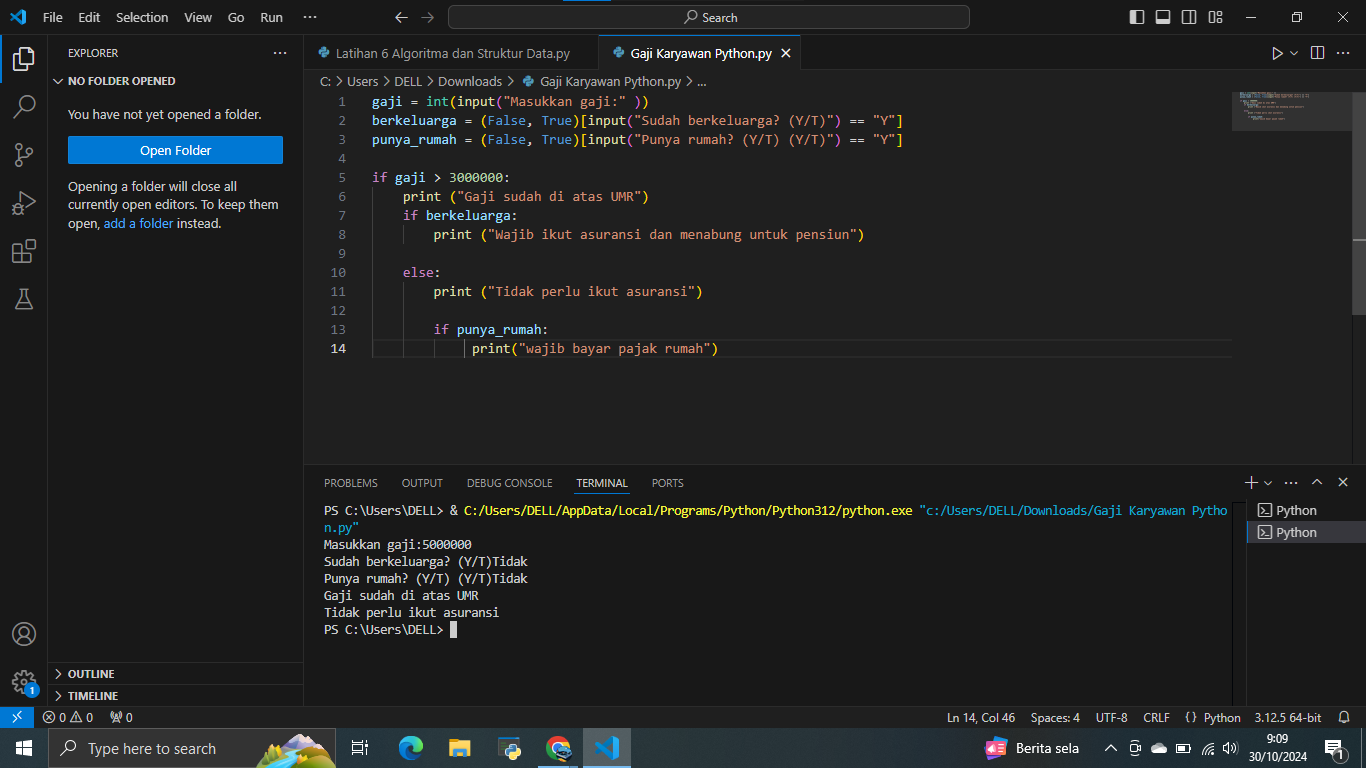 File Edit Selection View Go Run ··· Search
EXPLORER ···
NO FOLDER OPENED
You have not yet opened a folder.
Open Folder
Opening a folder will close all
currently open editors. To keep them
open, add a folder instead.
OUTLINE
TIMELINE
Latihan 6 Algoritma dan Struktur Data.py Gaji Karyawan Python.py
C: > Users > DELL > Downloads > Gaji Karyawan Python.py > ...
1 gaji = int(input("Masukkan gaji:" ))
2 berkeluarga = (False, True)[input("Sudah berkeluarga? (Y/T)") == "Y"]
3 punya_rumah = (False, True)[input("Punya rumah? (Y/T) (Y/T)") == "Y"]
4
5 if gaji > 3000000:
6 print ("Gaji sudah di atas UMR")
7 if berkeluarga:
8 print ("Wajib ikut asuransi dan menabung untuk pensiun")
9
10 else:
11 print ("Tidak perlu ikut asuransi")
12
13 if punya_rumah:
14 print("wajib bayar pajak rumah")
PROBLEMS OUTPUT DEBUG CONSOLE TERMINAL PORTS
PS C:\Users\DELL> & C:/Users/DELL/AppData/Local/Programs/Python/Python312/python.exe "c:/Users/DELL/Downloads/Gaji Karyawan Pytho
n.py"
Masukkan gaji:5000000
Sudah berkeluarga? (Y/T)Tidak
Punya rumah? (Y/T) (Y/T)Tidak
Gaji sudah di atas UMR
Tidak perlu ikut asuransi
PS C:\Users\DELL>
Python
Python
1
0 0 0 Ln 14, Col 46 Spaces: 4 UTF-8 CRLF {} Python 3.12.5 64-bit
Type here to search Berita sela 9:09
30/10/2024 1